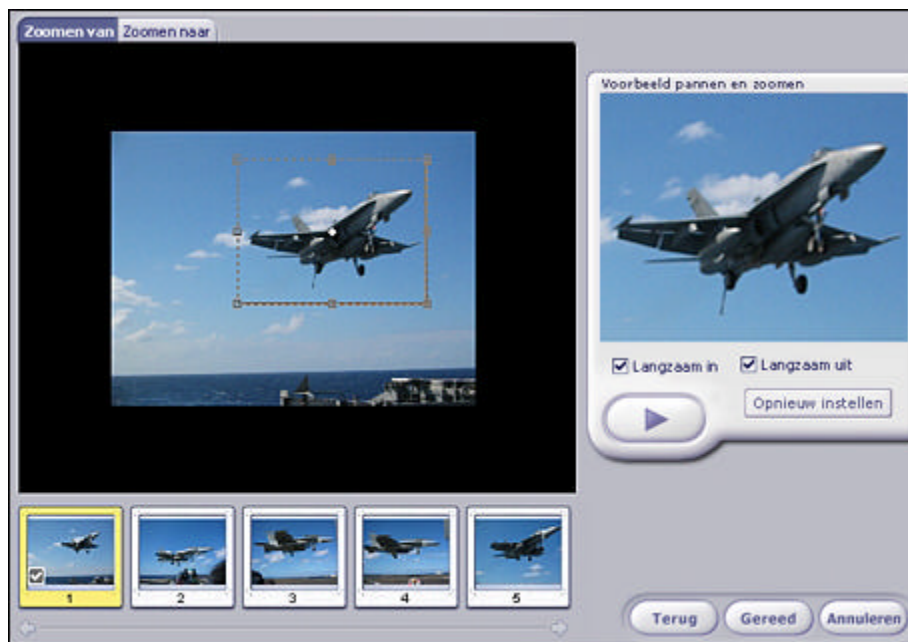 Zoomen van Zoomen naar
Voorbeeld pannen en zoomen
Langzaam in Langzaam uit
Opnieuw instellen
1 2 3 4 5
Terug Gereed Annuleren